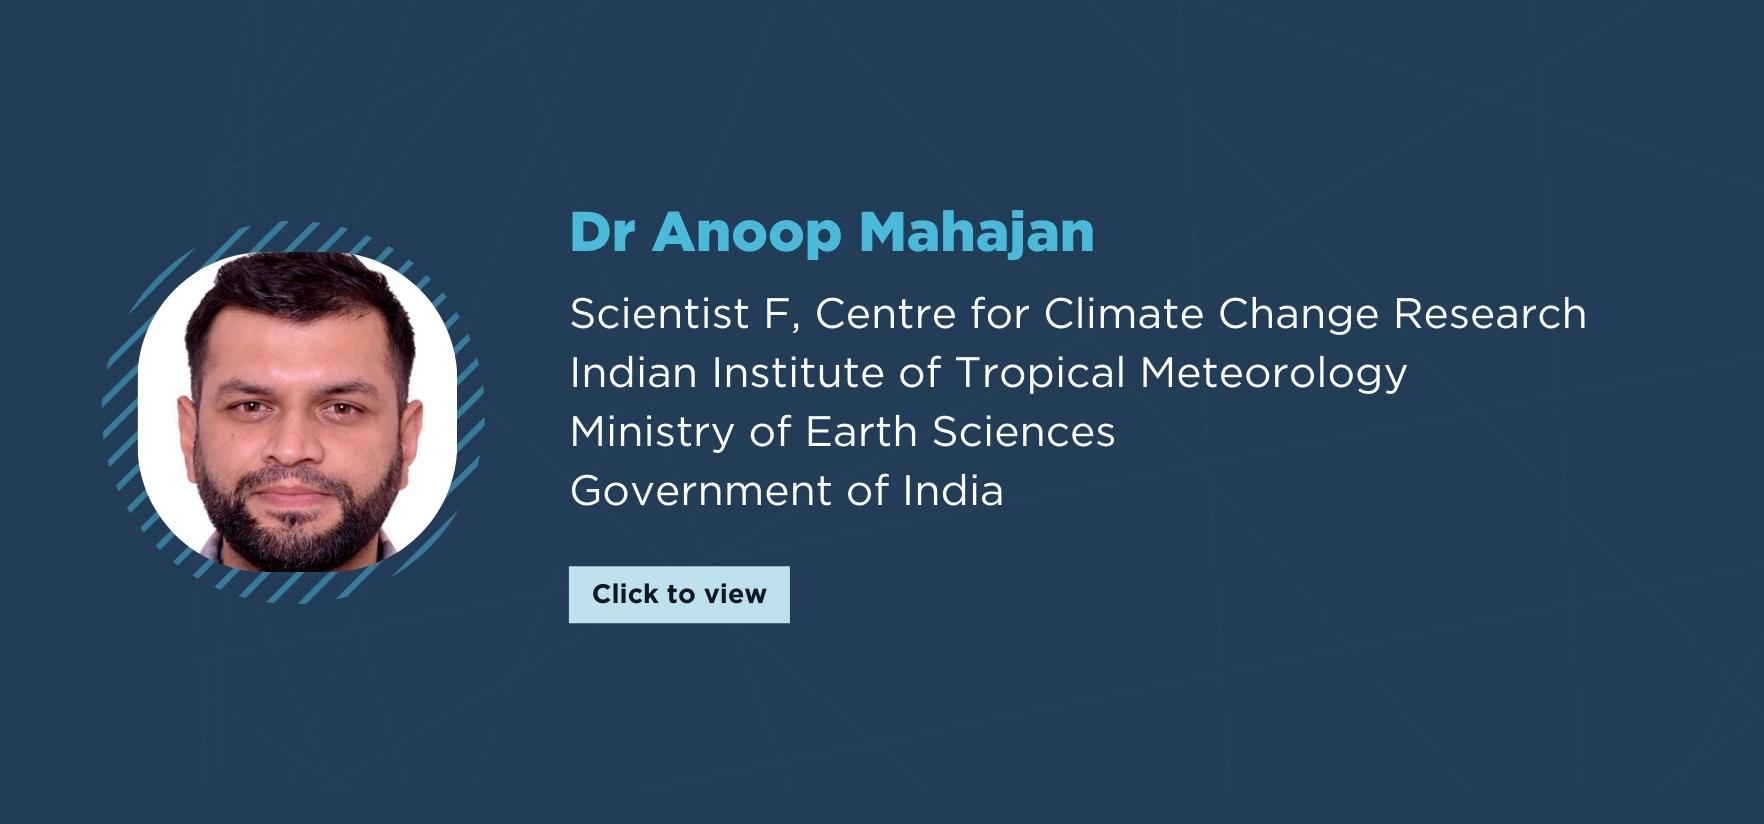 Dr Anoop Mahajan
Scientist F, Centre for Climate Change Research
Indian Institute of Tropical Meteorology
Ministry of Earth Sciences
Government of India
Click to view